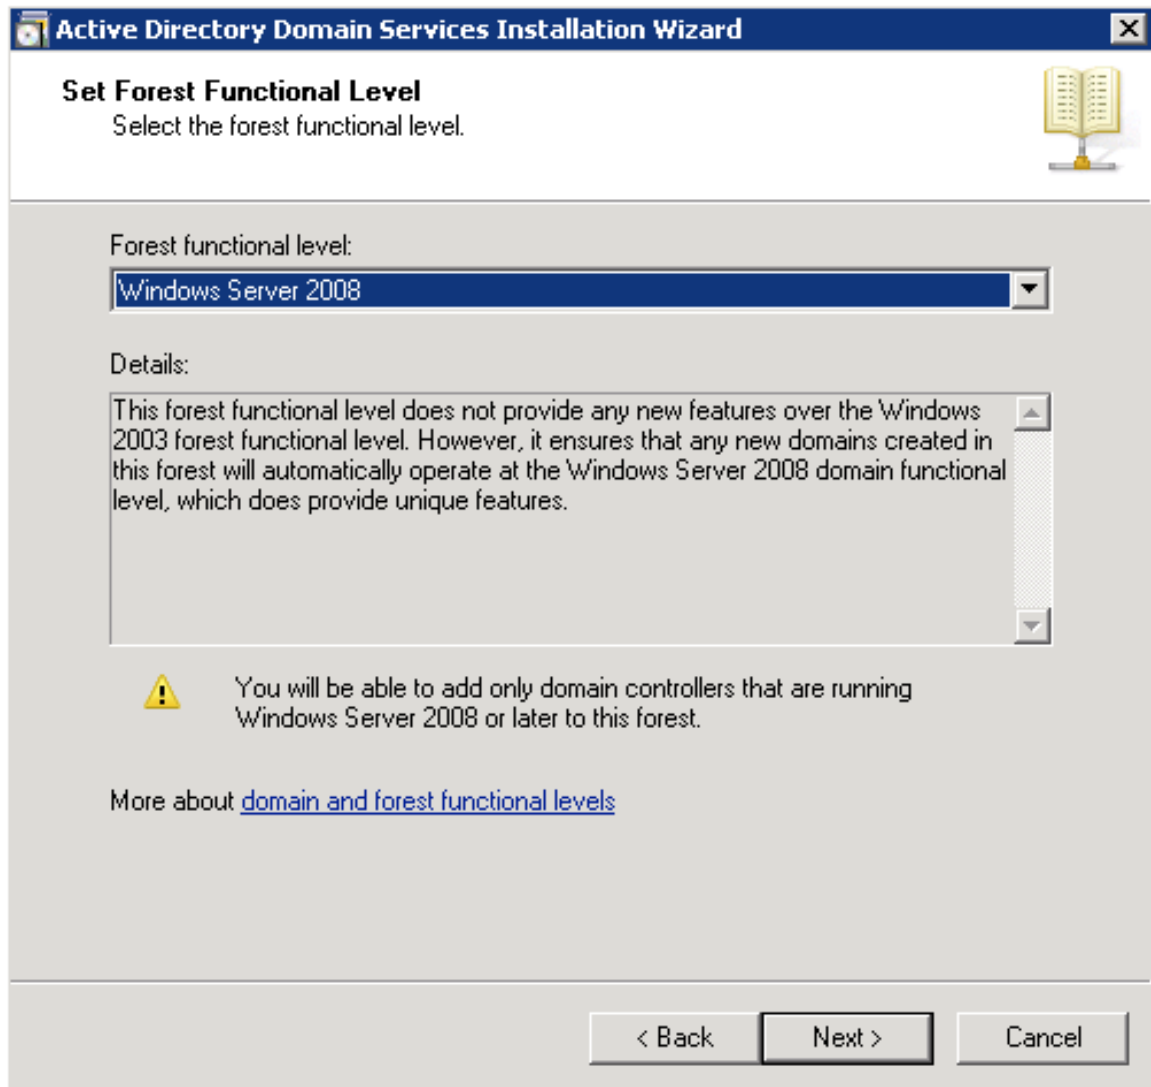 Active Directory Domain Services Installation Wizard
Set Forest Functional Level
Select the forest functional level.
Forest functional level:
Windows Server 2008
Details:
This forest functional level does not provide any new features over the Windows
2003 forest functional level. However, it ensures that any new domains created in
this forest will automatically operate at the Windows Server 2008 domain functional
level, which does provide unique features.
You will be able to add only domain controllers that are running
Windows Server 2008 or later to this forest.
More about domain and forest functional levels
< Back
Next >
Cancel